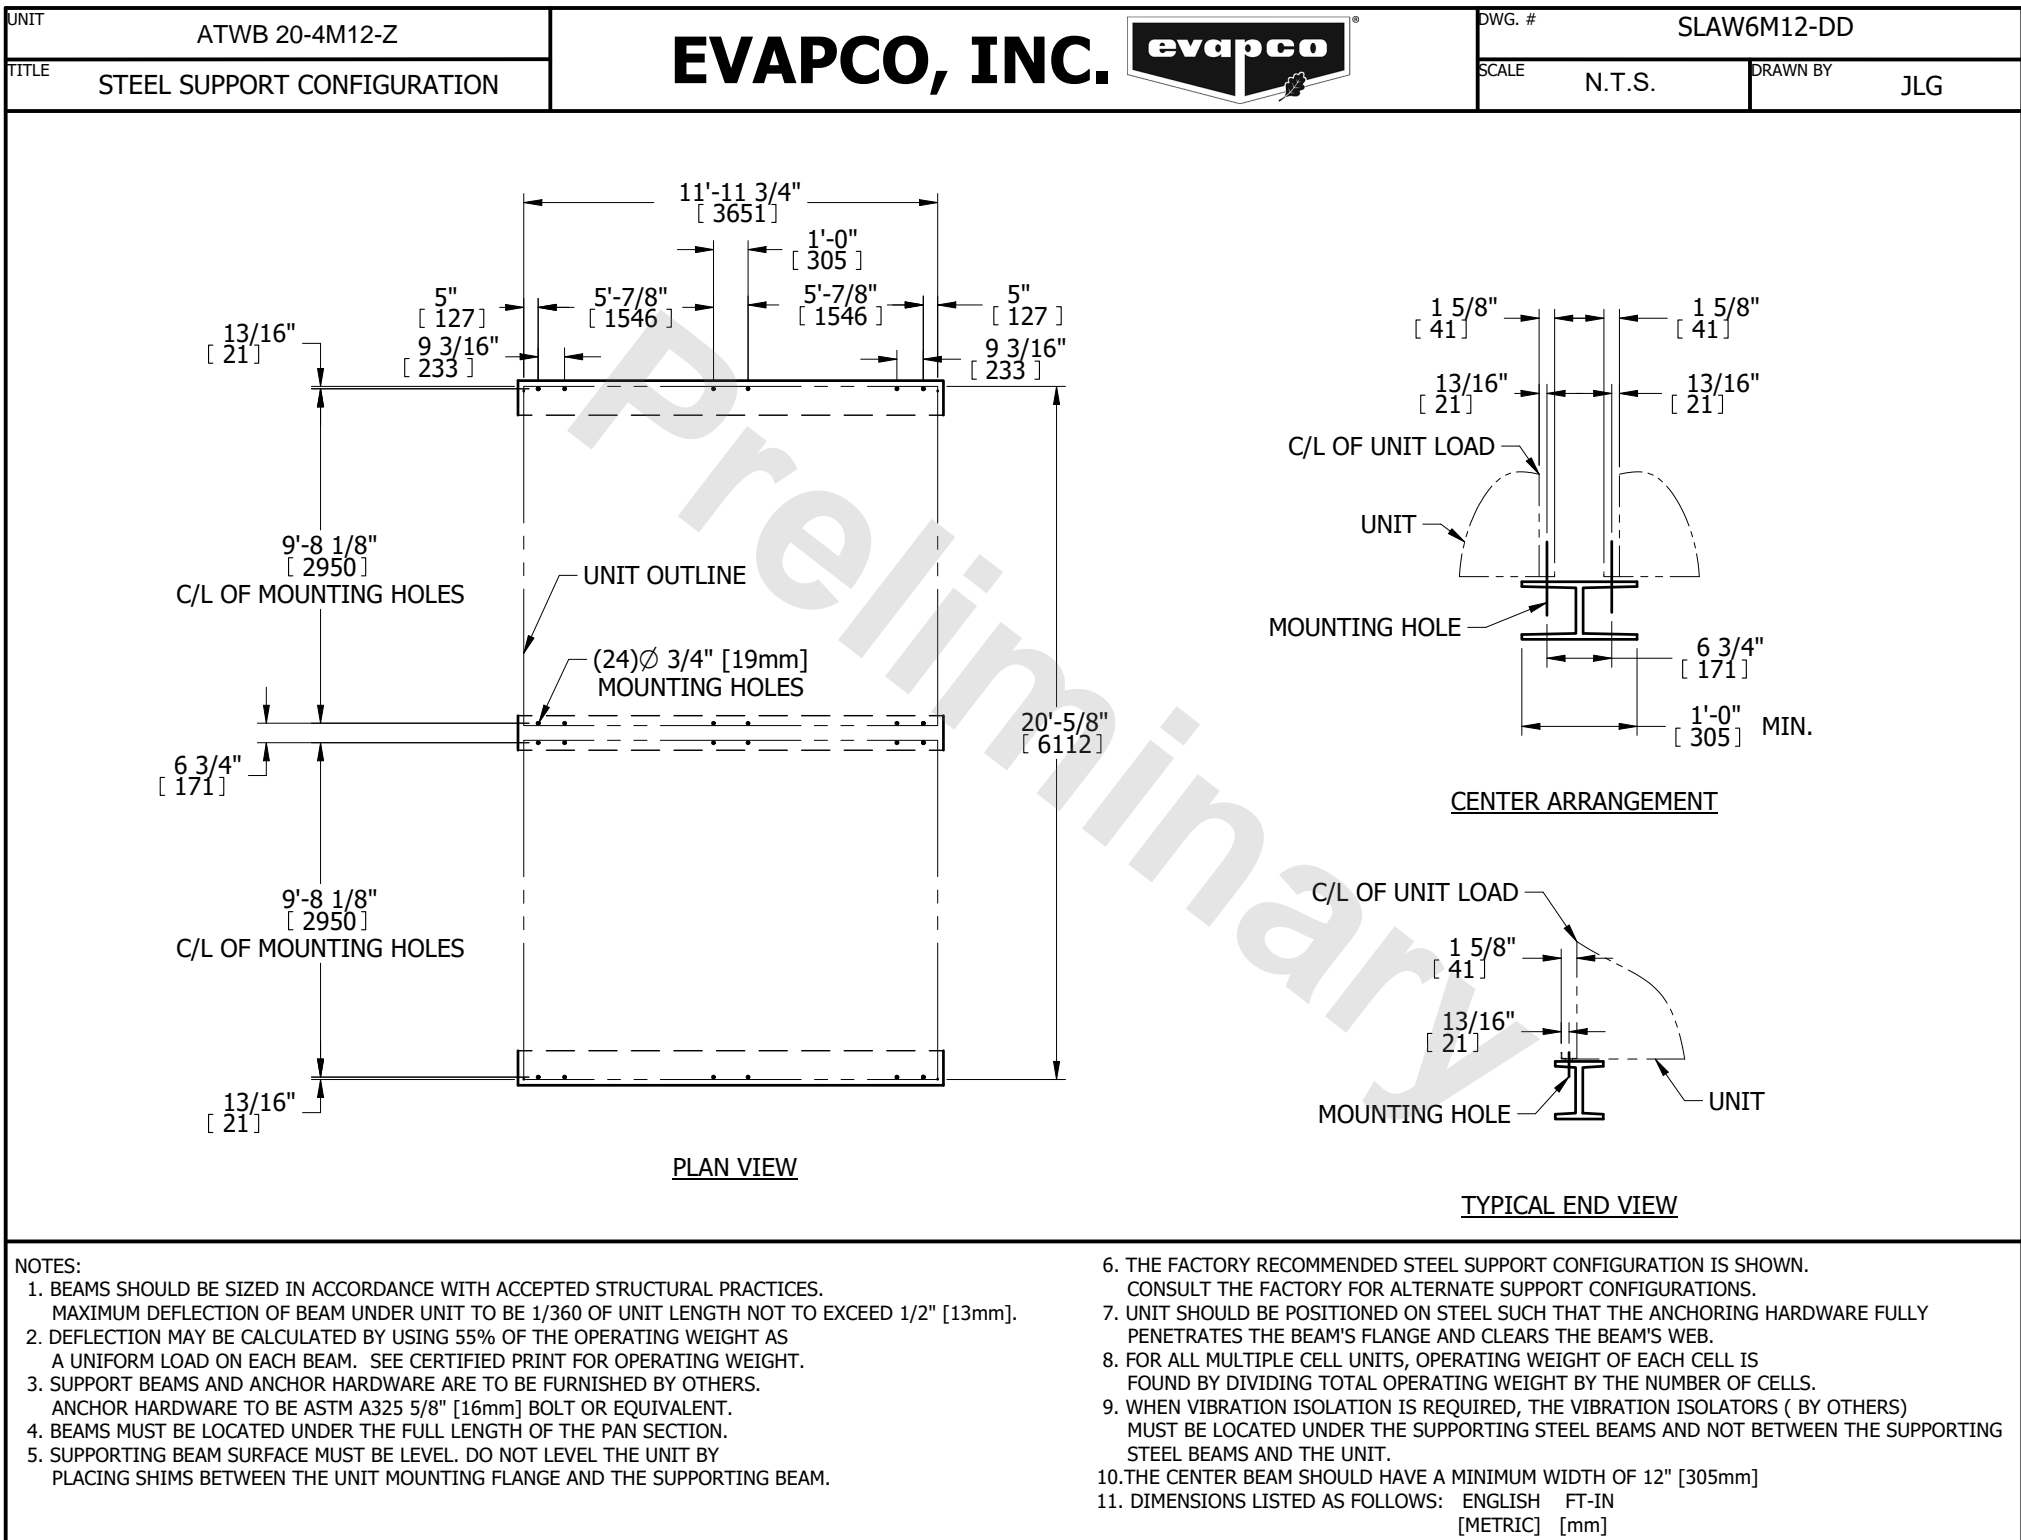 UNIT
ATWB 20-4M12-Z
TITLE
STEEL SUPPORT CONFIGURATION
EVAPCO, INC.
evapco
®
DWG. #
SLAW6M12-DD
SCALE
N.T.S.
DRAWN BY
JLG
11'-11 3/4"
[ 3651 ]
1'-0"
[ 305 ]
5"
[ 127 ]
5'-7/8"
[ 1546 ]
5'-7/8"
[ 1546 ]
5"
[ 127 ]
13/16"
[ 21 ]
9 3/16"
[ 233 ]
9 3/16"
[ 233 ]
9'-8 1/8"
[ 2950 ]
C/L OF MOUNTING HOLES
UNIT OUTLINE
(24)Ø 3/4" [19mm]
MOUNTING HOLES
6 3/4"
[ 171 ]
20'-5/8"
[ 6112 ]
9'-8 1/8"
[ 2950 ]
C/L OF MOUNTING HOLES
13/16"
[ 21 ]
PLAN VIEW
1 5/8"
[ 41 ]
1 5/8"
[ 41 ]
13/16"
[ 21 ]
13/16"
[ 21 ]
C/L OF UNIT LOAD
UNIT
MOUNTING HOLE
6 3/4"
[ 171 ]
1'-0"
[ 305 ]
MIN.
CENTER ARRANGEMENT
C/L OF UNIT LOAD
1 5/8"
[ 41 ]
13/16"
[ 21 ]
MOUNTING HOLE
UNIT
TYPICAL END VIEW
Preliminary
NOTES:
1. BEAMS SHOULD BE SIZED IN ACCORDANCE WITH ACCEPTED STRUCTURAL PRACTICES.
MAXIMUM DEFLECTION OF BEAM UNDER UNIT TO BE 1/360 OF UNIT LENGTH NOT TO EXCEED 1/2" [13mm].
2. DEFLECTION MAY BE CALCULATED BY USING 55% OF THE OPERATING WEIGHT AS
A UNIFORM LOAD ON EACH BEAM. SEE CERTIFIED PRINT FOR OPERATING WEIGHT.
3. SUPPORT BEAMS AND ANCHOR HARDWARE ARE TO BE FURNISHED BY OTHERS.
ANCHOR HARDWARE TO BE ASTM A325 5/8" [16mm] BOLT OR EQUIVALENT.
4. BEAMS MUST BE LOCATED UNDER THE FULL LENGTH OF THE PAN SECTION.
5. SUPPORTING BEAM SURFACE MUST BE LEVEL. DO NOT LEVEL THE UNIT BY
PLACING SHIMS BETWEEN THE UNIT MOUNTING FLANGE AND THE SUPPORTING BEAM.
6. THE FACTORY RECOMMENDED STEEL SUPPORT CONFIGURATION IS SHOWN.
CONSULT THE FACTORY FOR ALTERNATE SUPPORT CONFIGURATIONS.
7. UNIT SHOULD BE POSITIONED ON STEEL SUCH THAT THE ANCHORING HARDWARE FULLY
PENETRATES THE BEAM'S FLANGE AND CLEARS THE BEAM'S WEB.
8. FOR ALL MULTIPLE CELL UNITS, OPERATING WEIGHT OF EACH CELL IS
FOUND BY DIVIDING TOTAL OPERATING WEIGHT BY THE NUMBER OF CELLS.
9. WHEN VIBRATION ISOLATION IS REQUIRED, THE VIBRATION ISOLATORS ( BY OTHERS)
MUST BE LOCATED UNDER THE SUPPORTING STEEL BEAMS AND NOT BETWEEN THE SUPPORTING
STEEL BEAMS AND THE UNIT.
10.THE CENTER BEAM SHOULD HAVE A MINIMUM WIDTH OF 12" [305mm]
11. DIMENSIONS LISTED AS FOLLOWS: ENGLISH FT-IN
[METRIC] [mm]